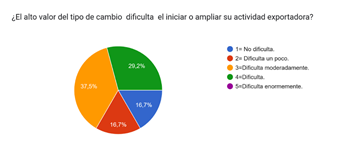 ¿El alto valor del tipo de cambio dificulta el iniciar o ampliar su actividad exportadora?
29,2%
37,5%
16,7%
16,7%
1= No dificulta.
2= Dificulta un poco.
3=Dificulta moderadamente.
4=Dificulta.
5=Dificulta enormemente.